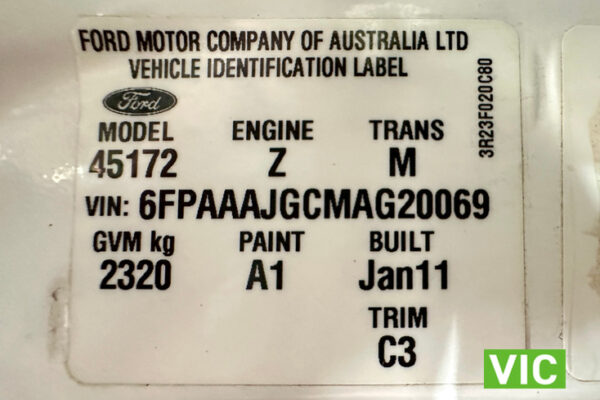 FORD MOTOR COMPANY OF AUSTRALIA LTD
VEHICLE IDENTIFICATION LABEL
Ford
3R23F020C80
MODEL ENGINE TRANS
45172 Z M
VIN: 6FPAAAJGCMAG20069
GVM kg PAINT BUILT
2320 A1 Jan11
TRIM
C3
VIC